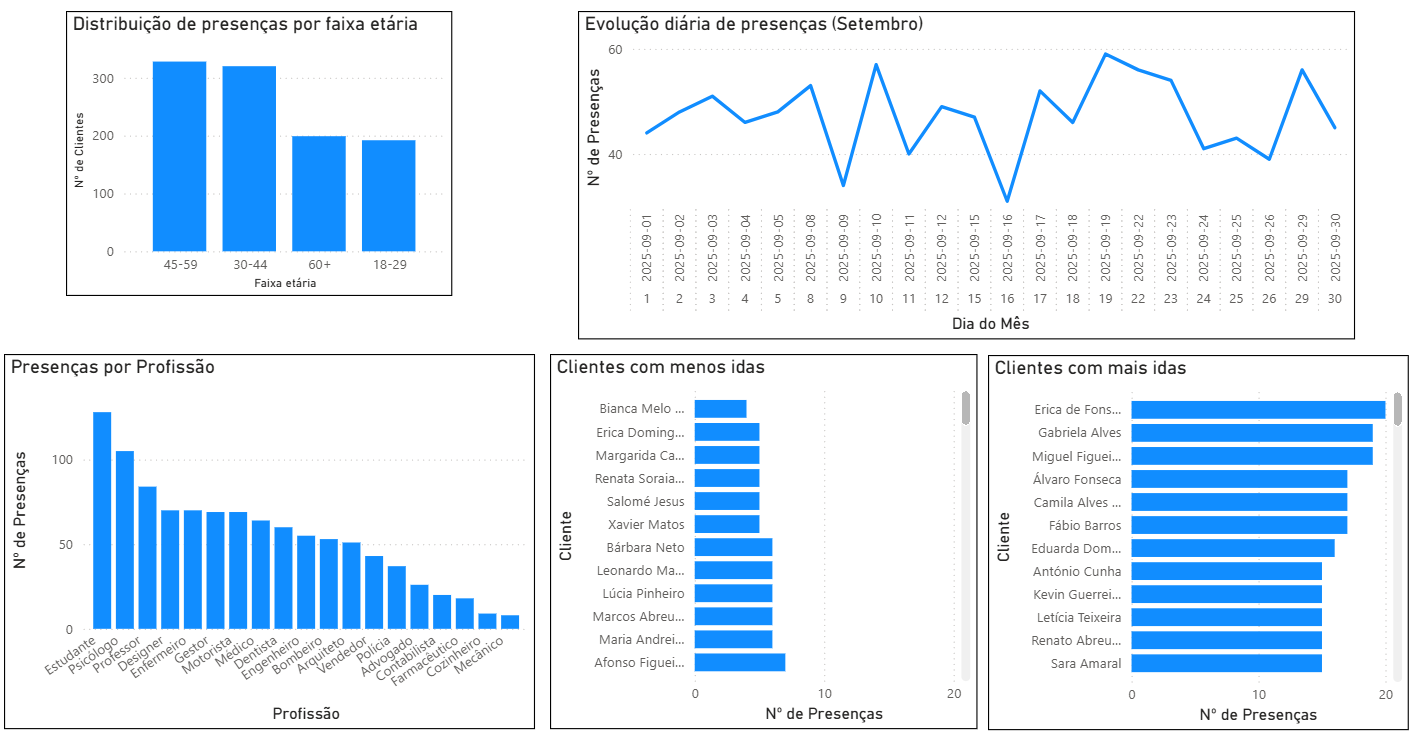 Distribuição de presenças por faixa etária
Nº de Clientes
300
200
100
0
45-59 30-44 60+ 18-29
Faixa etária
Evolução diária de presenças (Setembro)
Nº de Presenças
60
40
2025-09-01 2025-09-02 2025-09-03 2025-09-04 2025-09-05 2025-09-08 2025-09-09 2025-09-10 2025-09-11 2025-09-12 2025-09-15 2025-09-16 2025-09-17 2025-09-18 2025-09-19 2025-09-22 2025-09-23 2025-09-24 2025-09-25 2025-09-26 2025-09-29 2025-09-30
1 2 3 4 5 8 9 10 11 12 15 16 17 18 19 22 23 24 25 26 29 30
Dia do Mês
Presenças por Profissão
Nº de Presenças
100
50
0
Estudante Psicólogo Professor Designer Enfermeiro Gestor Motorista Médico Dentista Engenheiro Bombeiro Arquiteto Vendedor Polícia Advogado Contabilista Farmacêutico Cozinheiro Mecânico
Profissão
Clientes com menos idas
Cliente
Bianca Melo ...
Erica Doming...
Margarida Ca...
Renata Soraia...
Salomé Jesus
Xavier Matos
Bárbara Neto
Leonardo Ma...
Lúcia Pinheiro
Marcos Abreu...
Maria Andrei...
Afonso Figuei...
0 10 20
Nº de Presenças
Clientes com mais idas
Cliente
Erica de Fons...
Gabriela Alves
Miguel Figuei...
Álvaro Fonseca
Camila Alves ...
Fábio Barros
Eduarda Dom...
António Cunha
Kevin Guerrei...
Letícia Teixeira
Renato Abreu...
Sara Amaral
0 10 20
Nº de Presenças